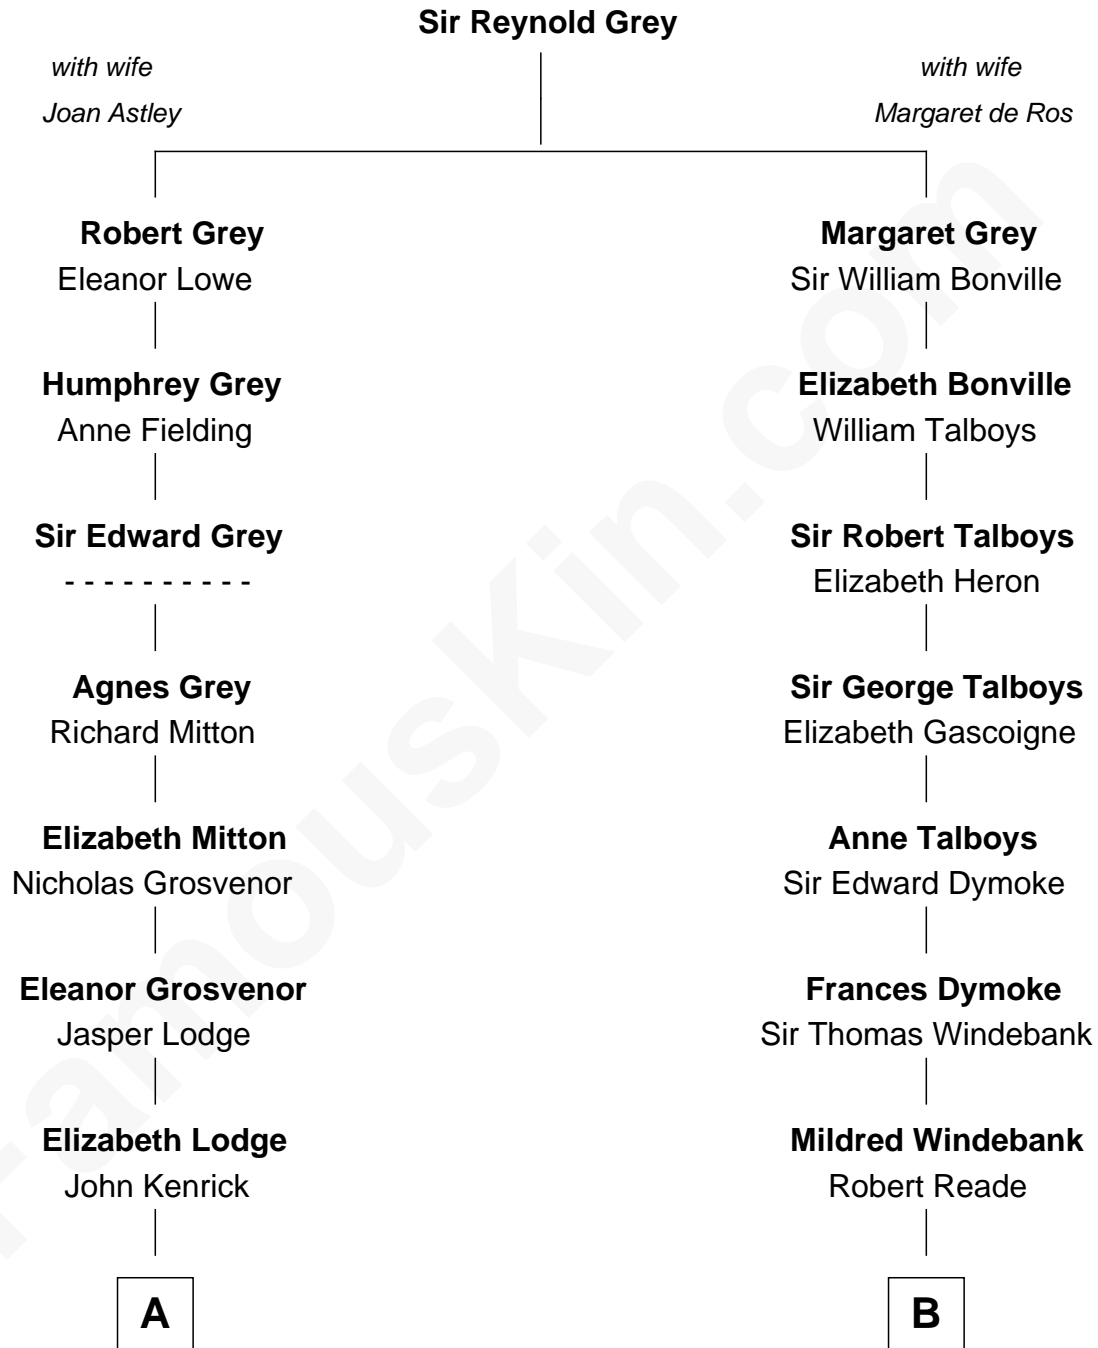 Sir Reynold Grey
with wife
Joan Astley
with wife
Margaret de Ros
Robert Grey
Eleanor Lowe
Margaret Grey
Sir William Bonville
Humphrey Grey
Anne Fielding
Elizabeth Bonville
William Talboys
Sir Edward Grey
- - - - - - - - - -
Sir Robert Talboys
Elizabeth Heron
Agnes Grey
Richard Mitton
Sir George Talboys
Elizabeth Gascoigne
Elizabeth Mitton
Nicholas Grosvenor
Anne Talboys
Sir Edward Dymoke
Eleanor Grosvenor
Jasper Lodge
Frances Dymoke
Sir Thomas Windebank
Elizabeth Lodge
John Kenrick
Mildred Windebank
Robert Reade
A
B
FamousKin.com